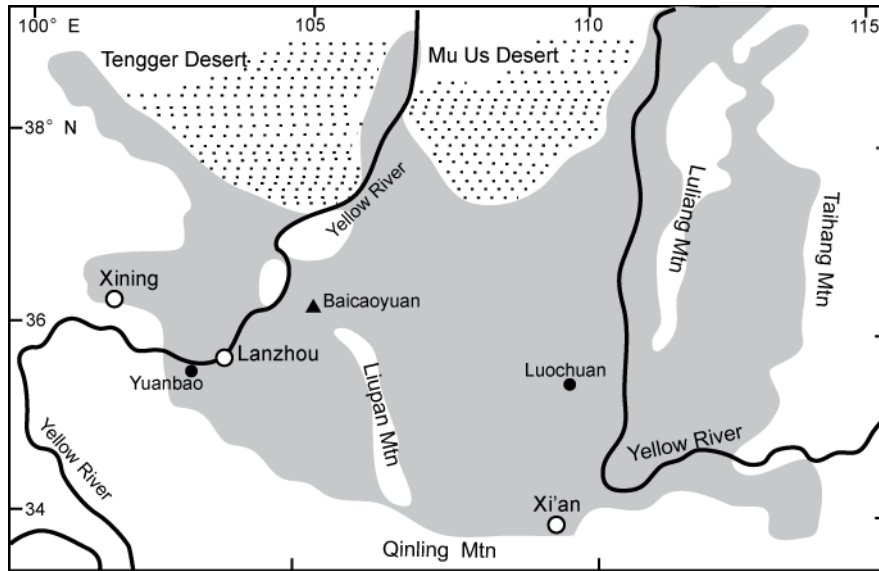 100° E
105
110
115
Tengger Desert
Mu Us Desert
38° N
Yellow River
Luliang Mtn
Taihang Mtn
Xining
Baicaoyuan
36
Lanzhou
Yuanbao
Liupan Mtn
Luochuan
Yellow River
Yellow River
34
Xi'an
Qinling Mtn